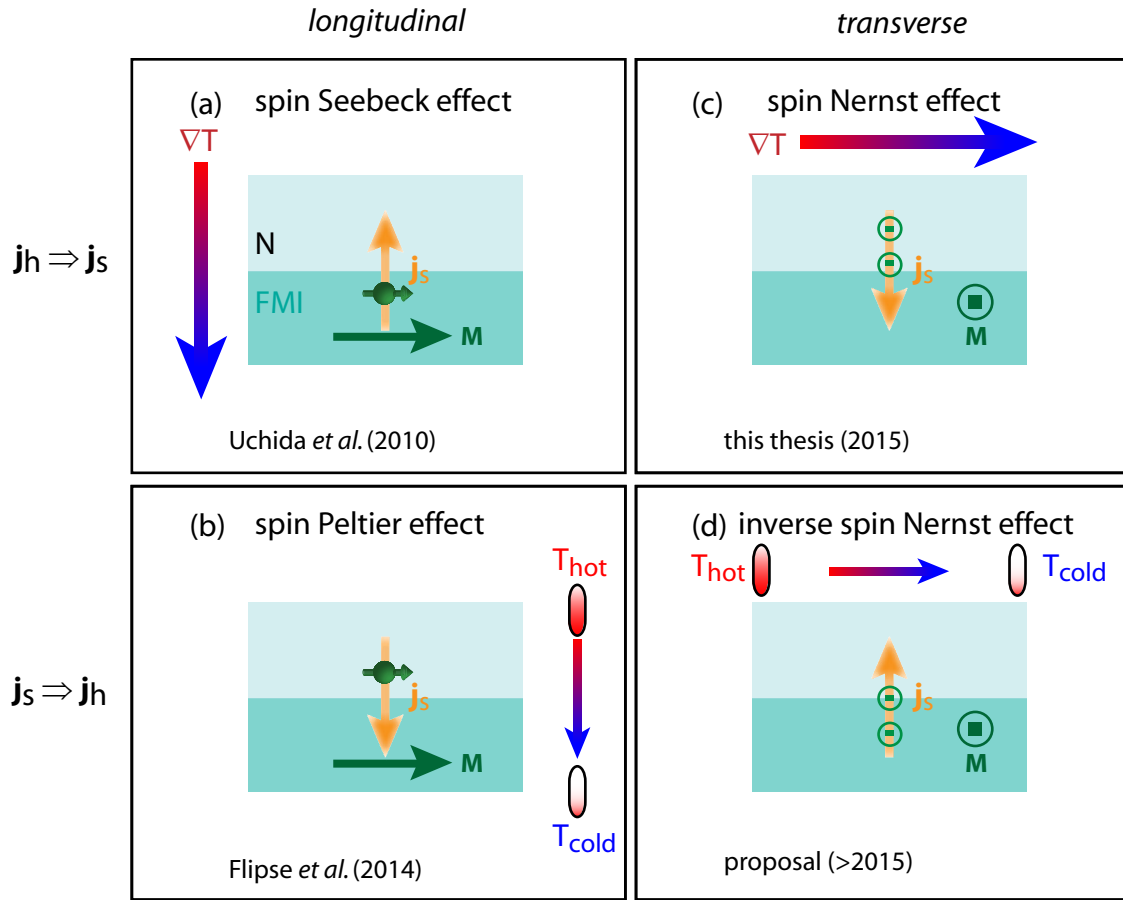 longitudinal
transverse
(a) spin Seebeck effect
∇T
N
FMI
js
M
Uchida et al. (2010)
(c) spin Nernst effect
∇T
js
M
this thesis (2015)
jh ⇒ js
(b) spin Peltier effect
Thot
js
M
Tcold
Flipse et al. (2014)
(d) inverse spin Nernst effect
Thot
Tcold
js
M
proposal (>2015)
js ⇒ jh